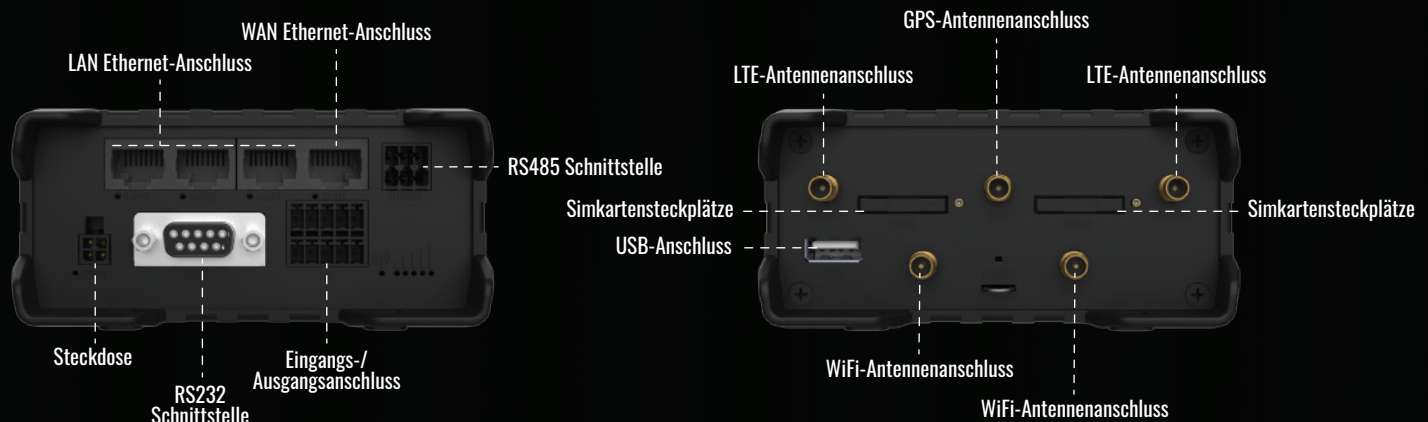 WAN Ethernet-Anschluss
LAN Ethernet-Anschluss
RS485 Schnittstelle
Steckdose
Eingangs-/
Ausgangsanschluss
RS232
Schnittstelle
GPS-Antennenanschluss
LTE-Antennenanschluss
LTE-Antennenanschluss
Simkartensteckplätze
Simkartensteckplätze
USB-Anschluss
WiFi-Antennenanschluss
WiFi-Antennenanschluss